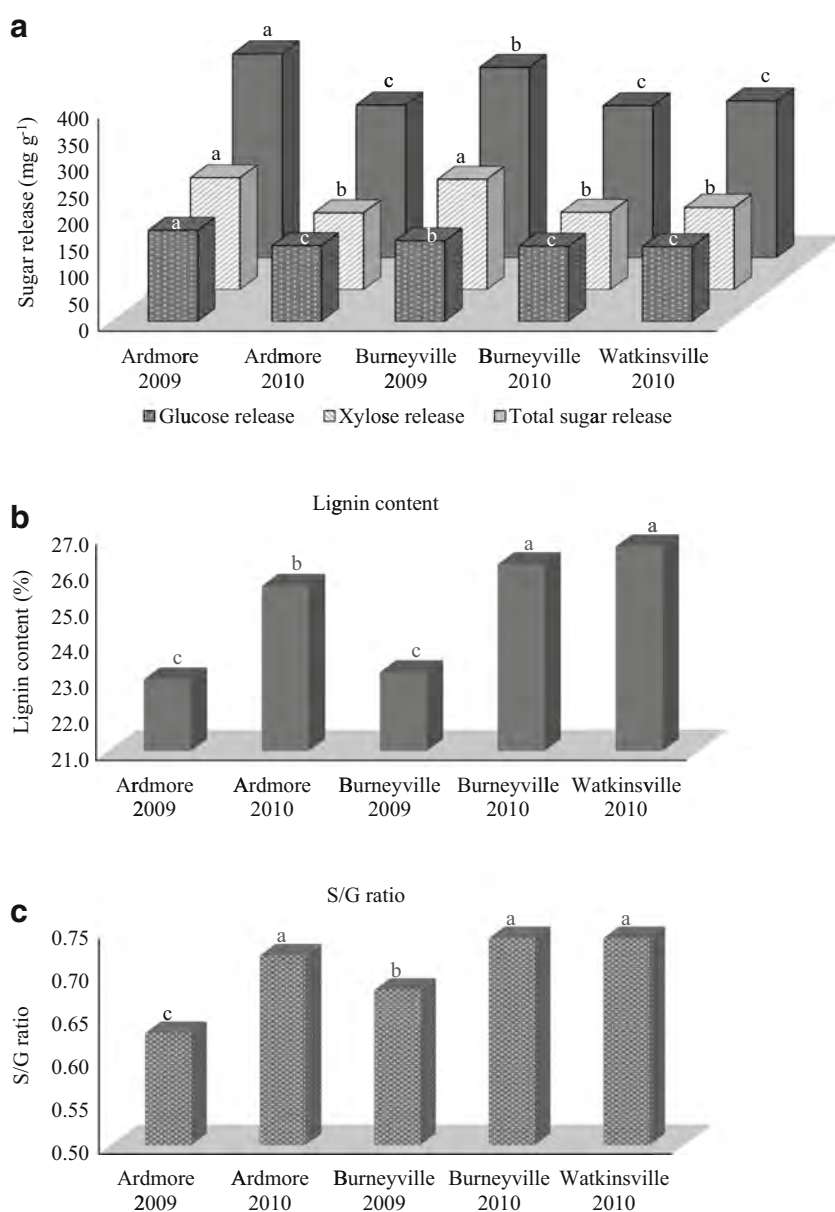 a
400
350
300
250
200
150
100
50
0
Sugar release (mg g⁻¹)
a
c
b
c
c
a
b
a
b
b
a
c
b
c
c
Ardmore Ardmore Burneyville Burneyville Watkinsville
2009 2010 2009 2010 2010
Glucose release Xylose release Total sugar release
b
Lignin content
27.0
26.0
25.0
24.0
23.0
22.0
21.0
Lignin content (%)
c
b
c
a
a
Ardmore Ardmore Burneyville Burneyville Watkinsville
2009 2010 2009 2010 2010
c
S/G ratio
0.75
0.70
0.65
0.60
0.55
0.50
S/G ratio
c
a
b
a
a
Ardmore Ardmore Burneyville Burneyville Watkinsville
2009 2010 2009 2010 2010